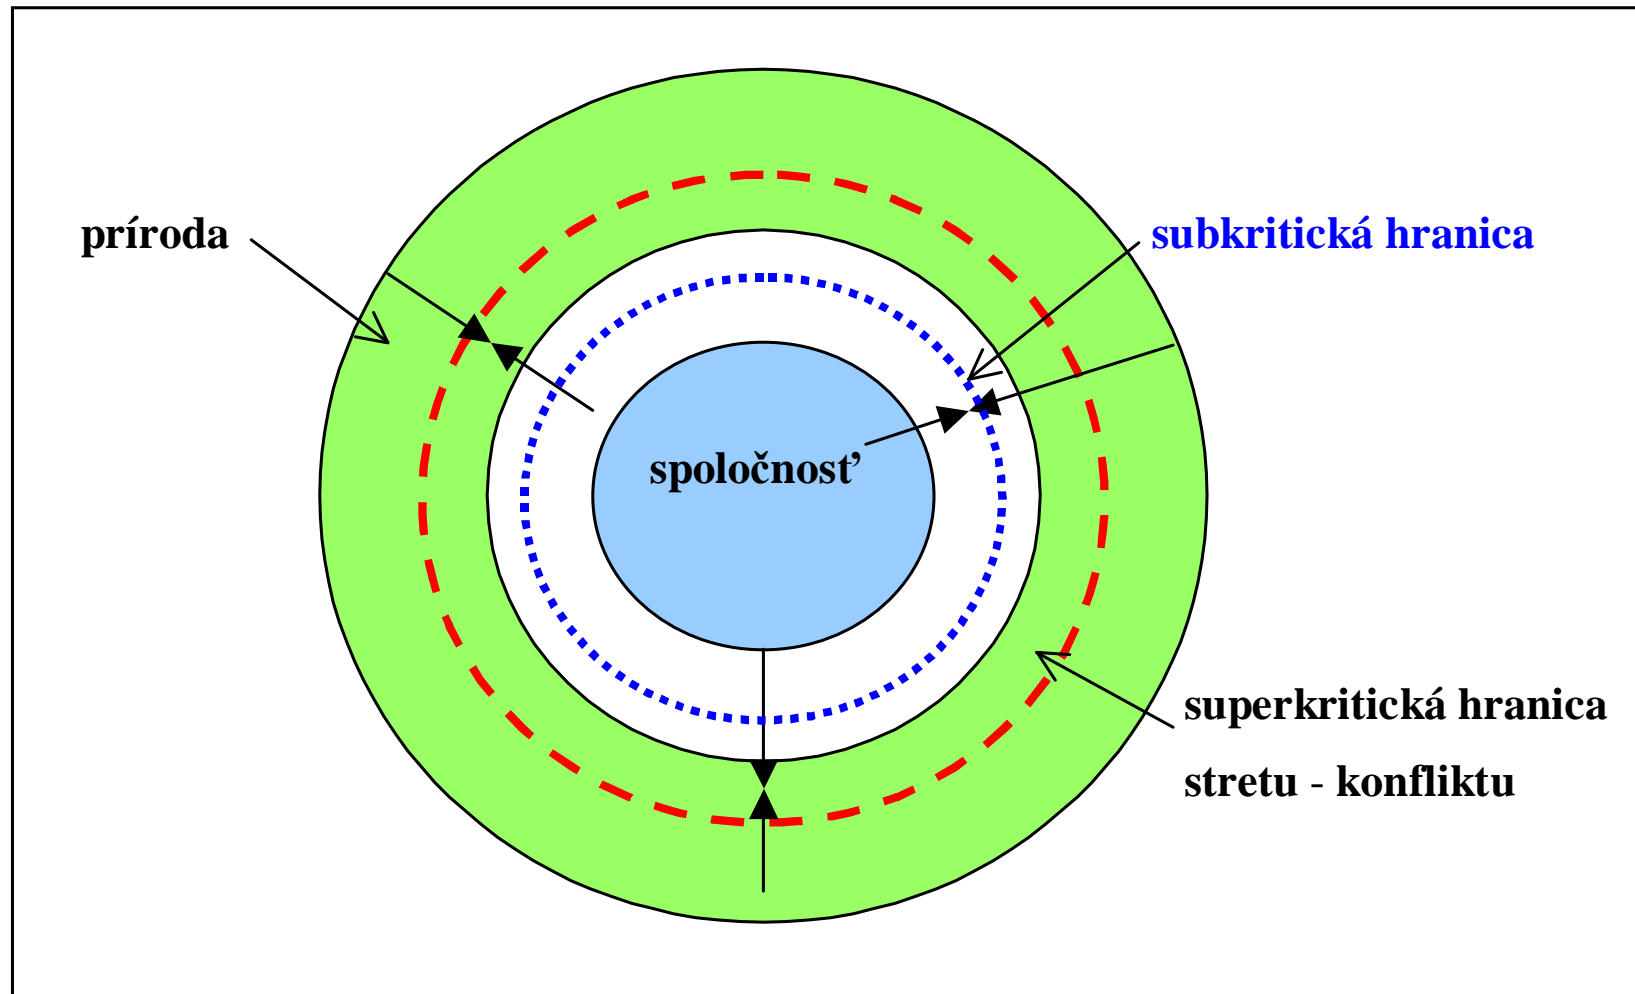 príroda
subkritická hranica
spoločnosť
superkritická hranica
stretu - konfliktu